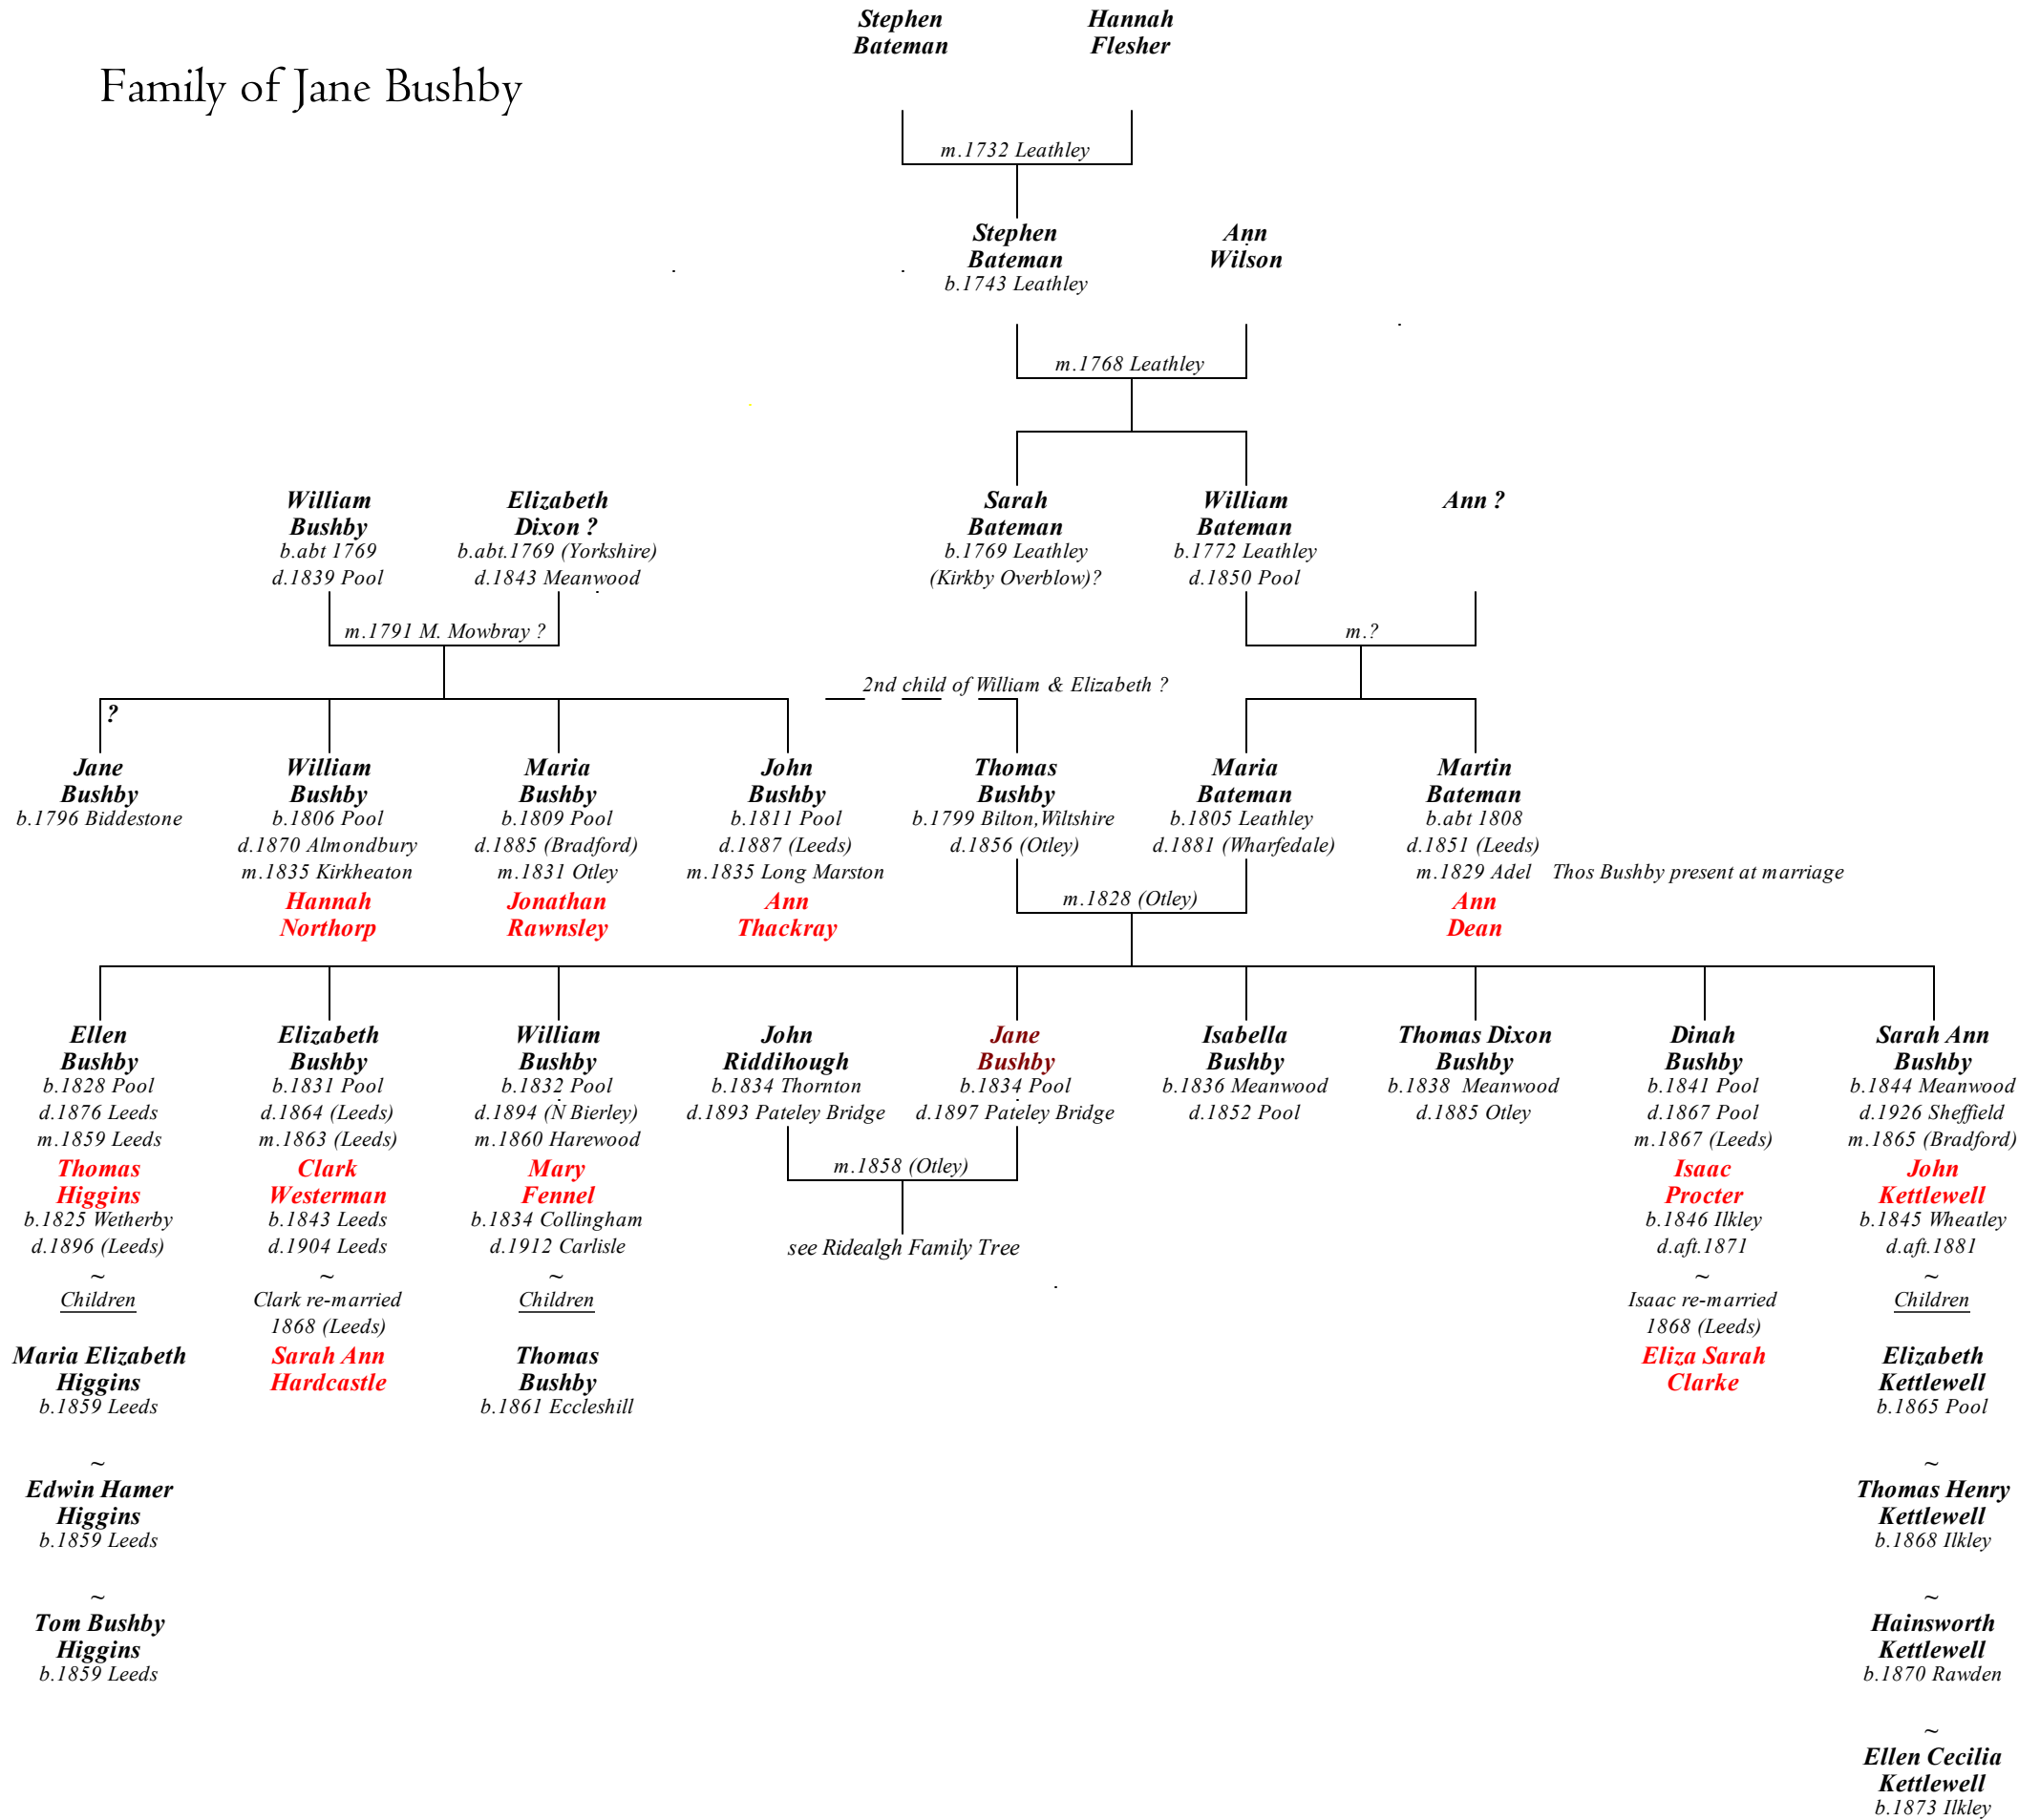 Stephen
Bateman
Hannah
Flesher
Family of Jane Bushby
m.1732 Leathley
Stephen
Bateman
b.1743 Leathley
Ann
Wilson
m.1768 Leathley
William
Bushby
b.abt 1769
d.1839 Pool
Elizabeth
Dixon ?
b.abt.1769 (Yorkshire)
d.1843 Meanwood
Sarah
Bateman
b.1769 Leathley
(Kirkby Overblow)?
William
Bateman
b.1772 Leathley
d.1850 Pool
Ann ?
m.1791 M. Mowbray ?
m.?
2nd child of William & Elizabeth ?
?
Jane
Bushby
b.1796 Biddestone
William
Bushby
b.1806 Pool
d.1870 Almondbury
m.1835 Kirkheaton
Hannah
Northorp
Maria
Bushby
b.1809 Pool
d.1885 (Bradford)
m.1831 Otley
Jonathan
Rawnsley
John
Bushby
b.1811 Pool
d.1887 (Leeds)
m.1835 Long Marston
Ann
Thackray
Thomas
Bushby
b.1799 Bilton,Wiltshire
d.1856 (Otley)
Maria
Bateman
b.1805 Leathley
d.1881 (Wharfedale)
Martin
Bateman
b.abt 1808
d.1851 (Leeds)
m.1829 Adel Thos Bushby present at marriage
Ann
Dean
m.1828 (Otley)
Ellen
Bushby
b.1828 Pool
d.1876 Leeds
m.1859 Leeds
Thomas
Higgins
b.1825 Wetherby
d.1896 (Leeds)
~
Children
Maria Elizabeth
Higgins
b.1859 Leeds
~
Edwin Hamer
Higgins
b.1859 Leeds
~
Tom Bushby
Higgins
b.1859 Leeds
Elizabeth
Bushby
b.1831 Pool
d.1864 (Leeds)
m.1863 (Leeds)
Clark
Westerman
b.1843 Leeds
d.1904 Leeds
~
Clark re-married
1868 (Leeds)
Sarah Ann
Hardcastle
William
Bushby
b.1832 Pool
d.1894 (N Bierley)
m.1860 Harewood
Mary
Fennel
b.1834 Collingham
d.1912 Carlisle
~
Children
Thomas
Bushby
b.1861 Eccleshill
John
Riddihough
b.1834 Thornton
d.1893 Pateley Bridge
Jane
Bushby
b.1834 Pool
d.1897 Pateley Bridge
m.1858 (Otley)
see Ridealgh Family Tree
Isabella
Bushby
b.1836 Meanwood
d.1852 Pool
Thomas Dixon
Bushby
b.1838 Meanwood
d.1885 Otley
Dinah
Bushby
b.1841 Pool
d.1867 Pool
m.1867 (Leeds)
Isaac
Procter
b.1846 Ilkley
d.aft.1871
~
Isaac re-married
1868 (Leeds)
Eliza Sarah
Clarke
Sarah Ann
Bushby
b.1844 Meanwood
d.1926 Sheffield
m.1865 (Bradford)
John
Kettlewell
b.1845 Wheatley
d.aft.1881
~
Children
Elizabeth
Kettlewell
b.1865 Pool
~
Thomas Henry
Kettlewell
b.1868 Ilkley
~
Hainsworth
Kettlewell
b.1870 Rawden
~
Ellen Cecilia
Kettlewell
b.1873 Ilkley